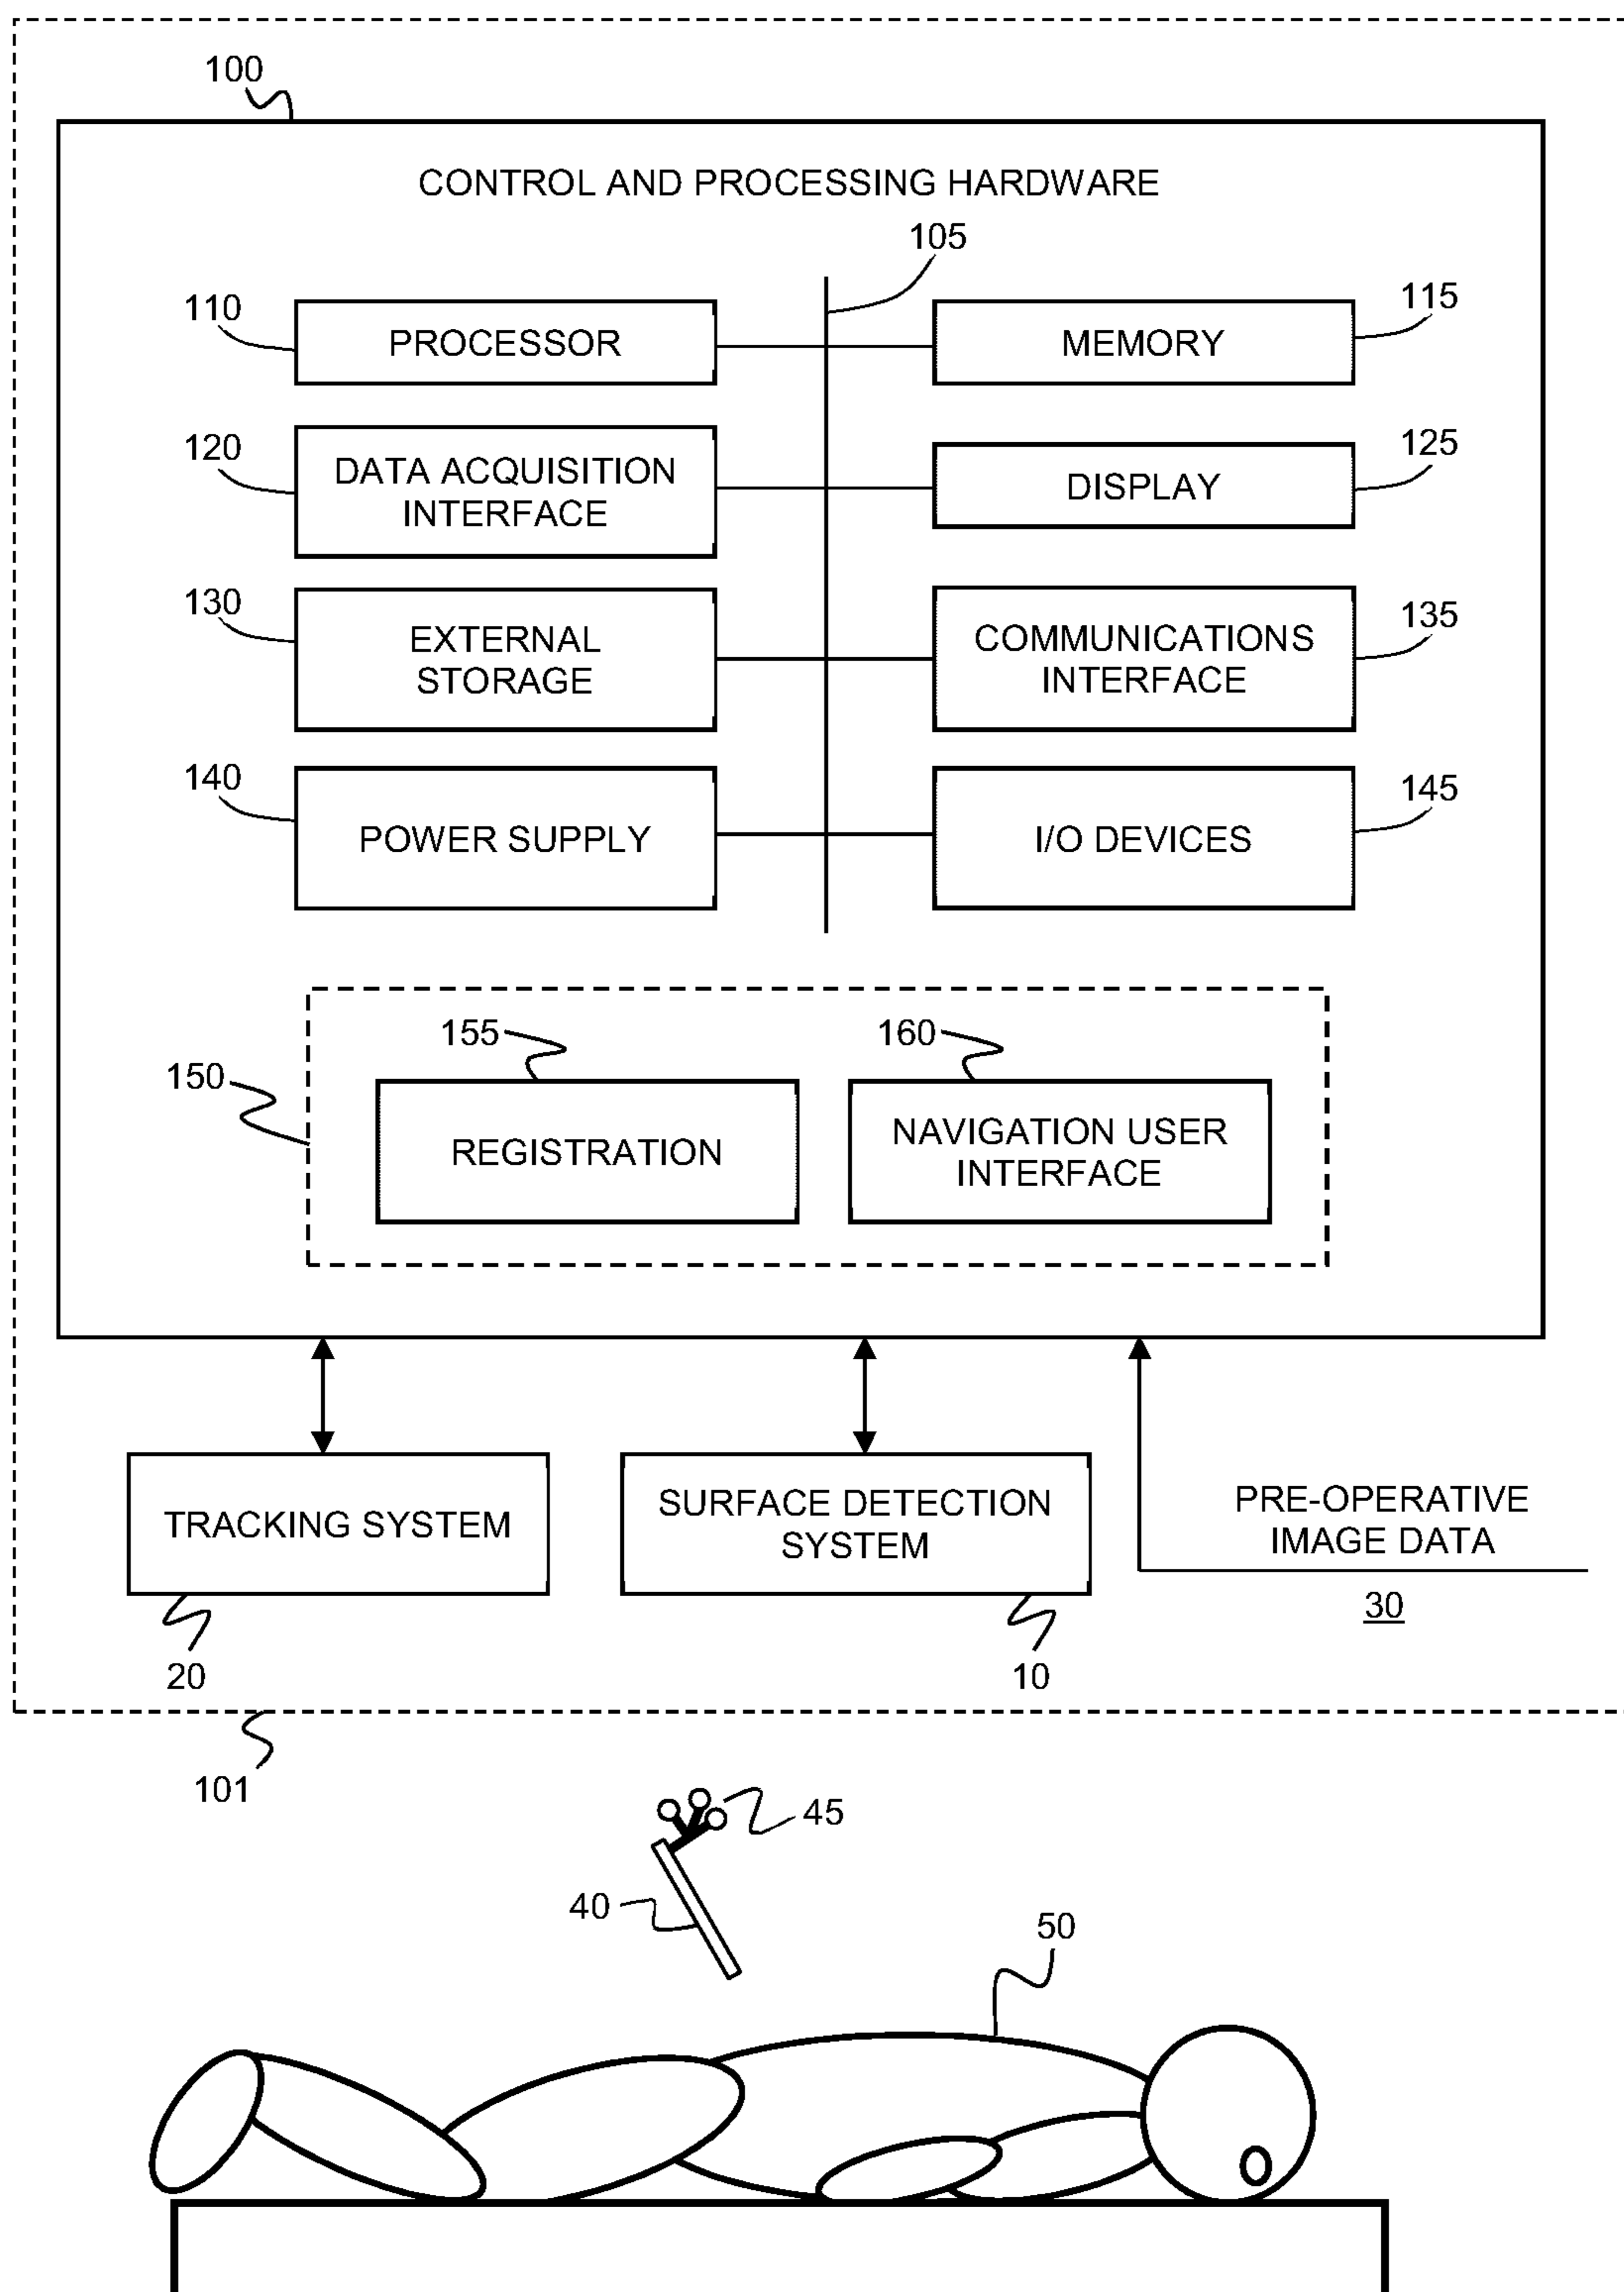 100
CONTROL AND PROCESSING HARDWARE
105
110
PROCESSOR
MEMORY
115
120
DATA ACQUISITION
INTERFACE
DISPLAY
125
130
EXTERNAL
STORAGE
COMMUNICATIONS
INTERFACE
135
140
POWER SUPPLY
I/O DEVICES
145
150
155
REGISTRATION
160
NAVIGATION USER
INTERFACE
TRACKING SYSTEM
SURFACE DETECTION
SYSTEM
PRE-OPERATIVE
IMAGE DATA
30
20
10
101
45
40
50